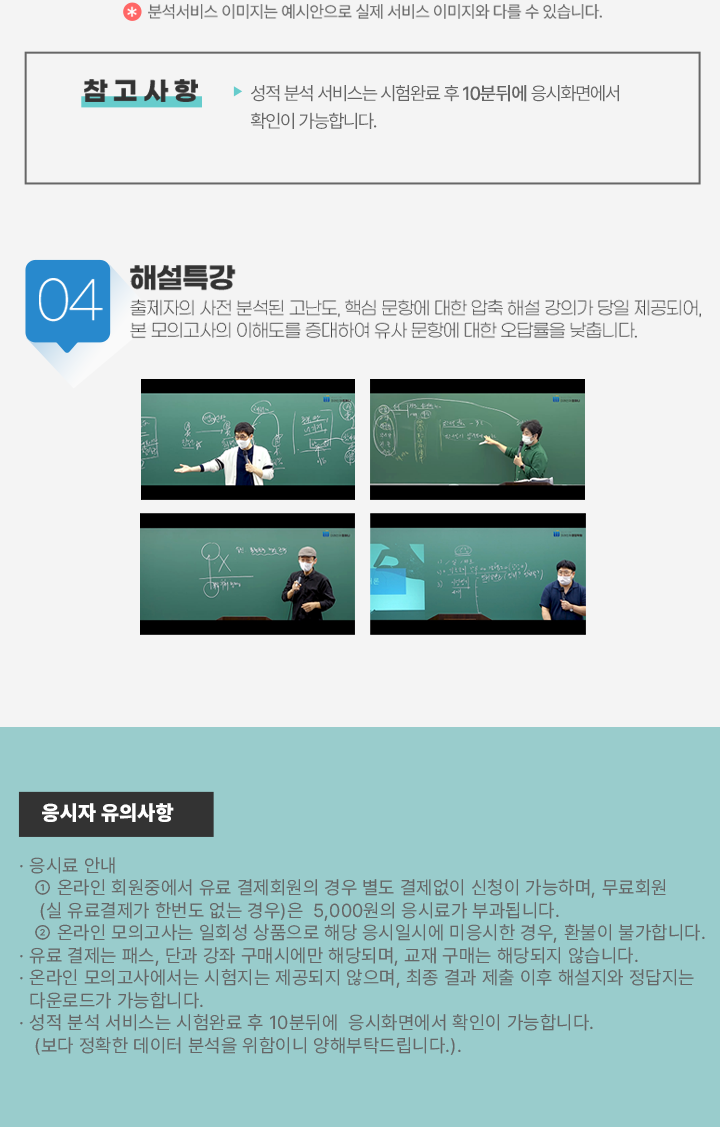 분석서비스 이미지는 예시안으로 실제 서비스 이미지와 다를 수 있습니다.
참고사항
성적 분석 서비스는 시험완료 후 10분뒤에 응시화면에서
확인이 가능합니다.
04
해설특강
출제자의 사전 분석된 고난도, 핵심 문항에 대한 압축 해설 강의가 당일 제공되어,
본 모의고사의 이해도를 증대하여 유사 문항에 대한 오답률을 낮춥니다.
응시자 유의사항
· 응시료 안내
① 온라인 회원중에서 유료 결제회원의 경우 별도 결제없이 신청이 가능하며, 무료회원
(실 유료결제가 한번도 없는 경우)은 5,000원의 응시료가 부과됩니다.
② 온라인 모의고사는 일회성 상품으로 해당 응시일시에 미응시한 경우, 환불이 불가합니다.
· 유료 결제는 패스, 단과 강좌 구매시에만 해당되며, 교재 구매는 해당되지 않습니다.
· 온라인 모의고사에서는 시험지는 제공되지 않으며, 최종 결과 제출 이후 해설지와 정답지는
다운로드가 가능합니다.
· 성적 분석 서비스는 시험완료 후 10분뒤에 응시화면에서 확인이 가능합니다.
(보다 정확한 데이터 분석을 위함이니 양해부탁드립니다.).